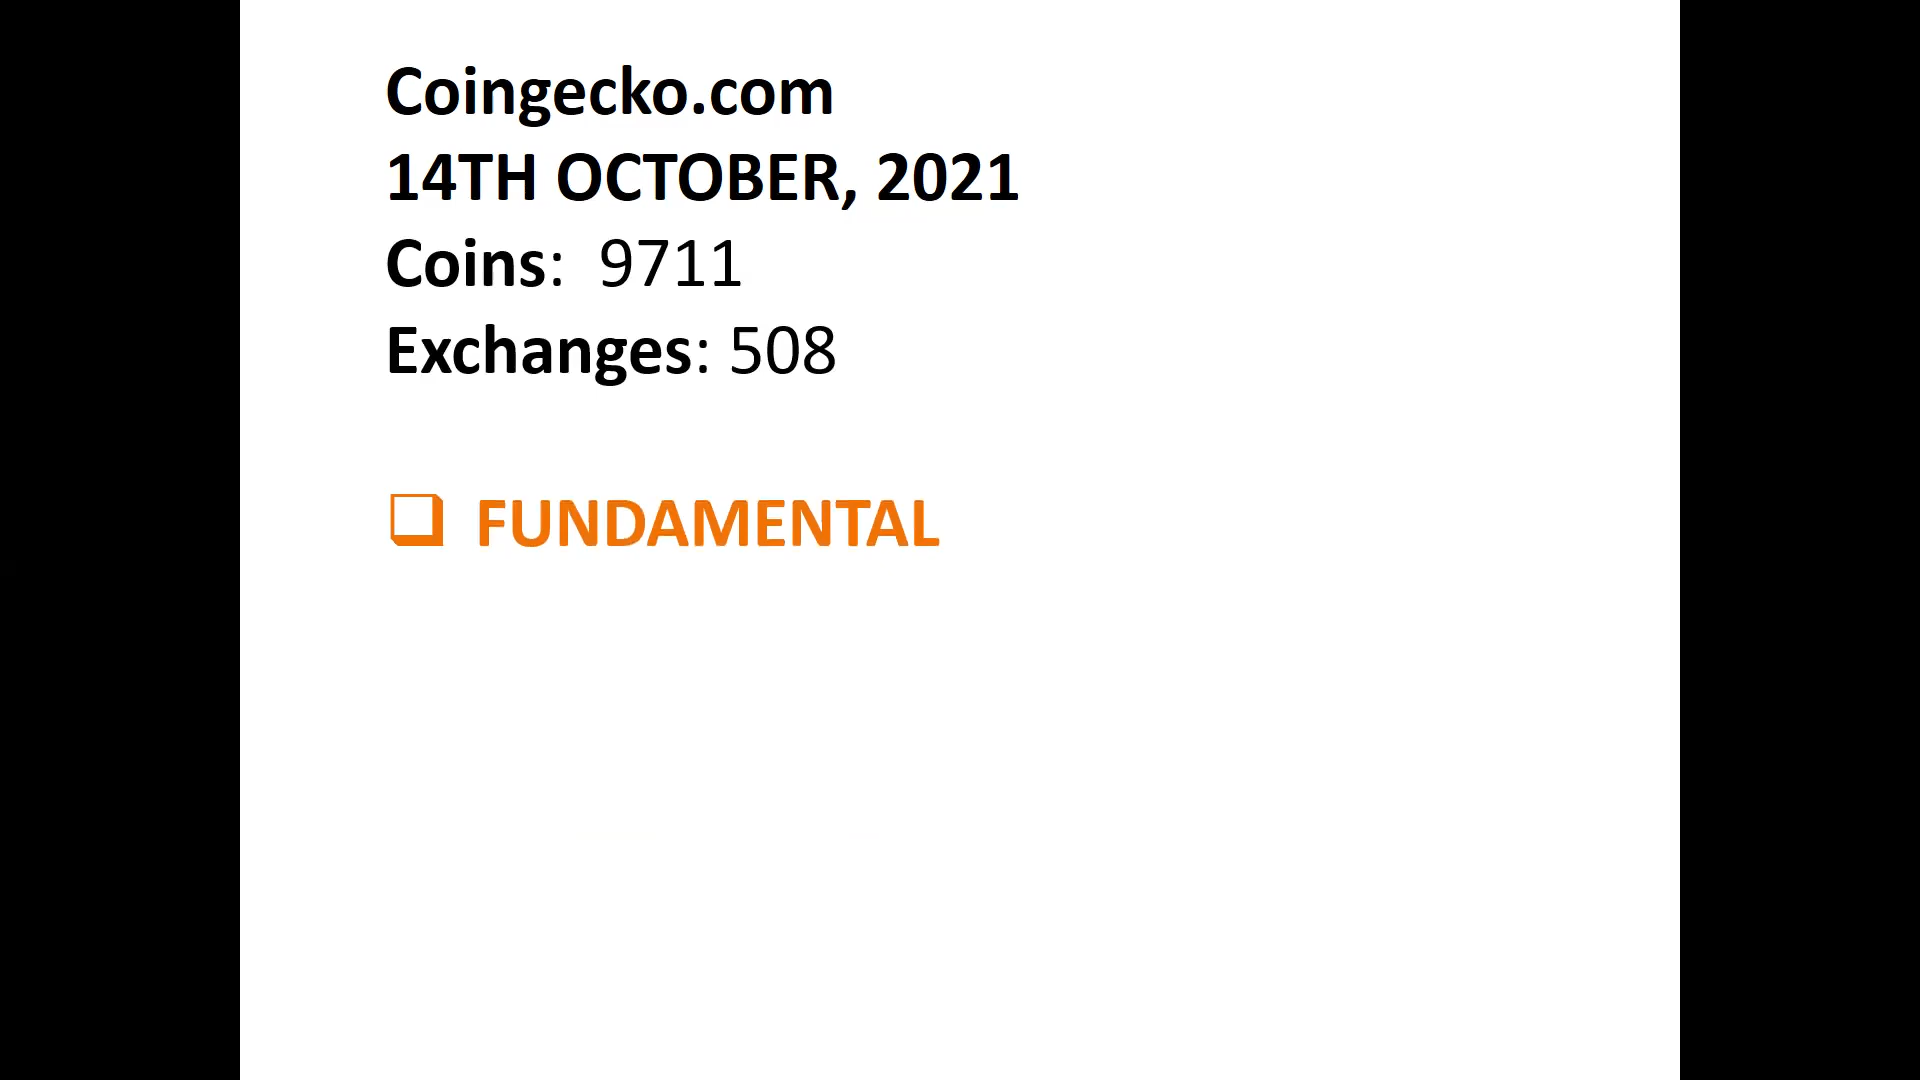 Coingecko.com
14TH OCTOBER, 2021
Coins:  9711
Exchanges: 508
❑ FUNDAMENTAL